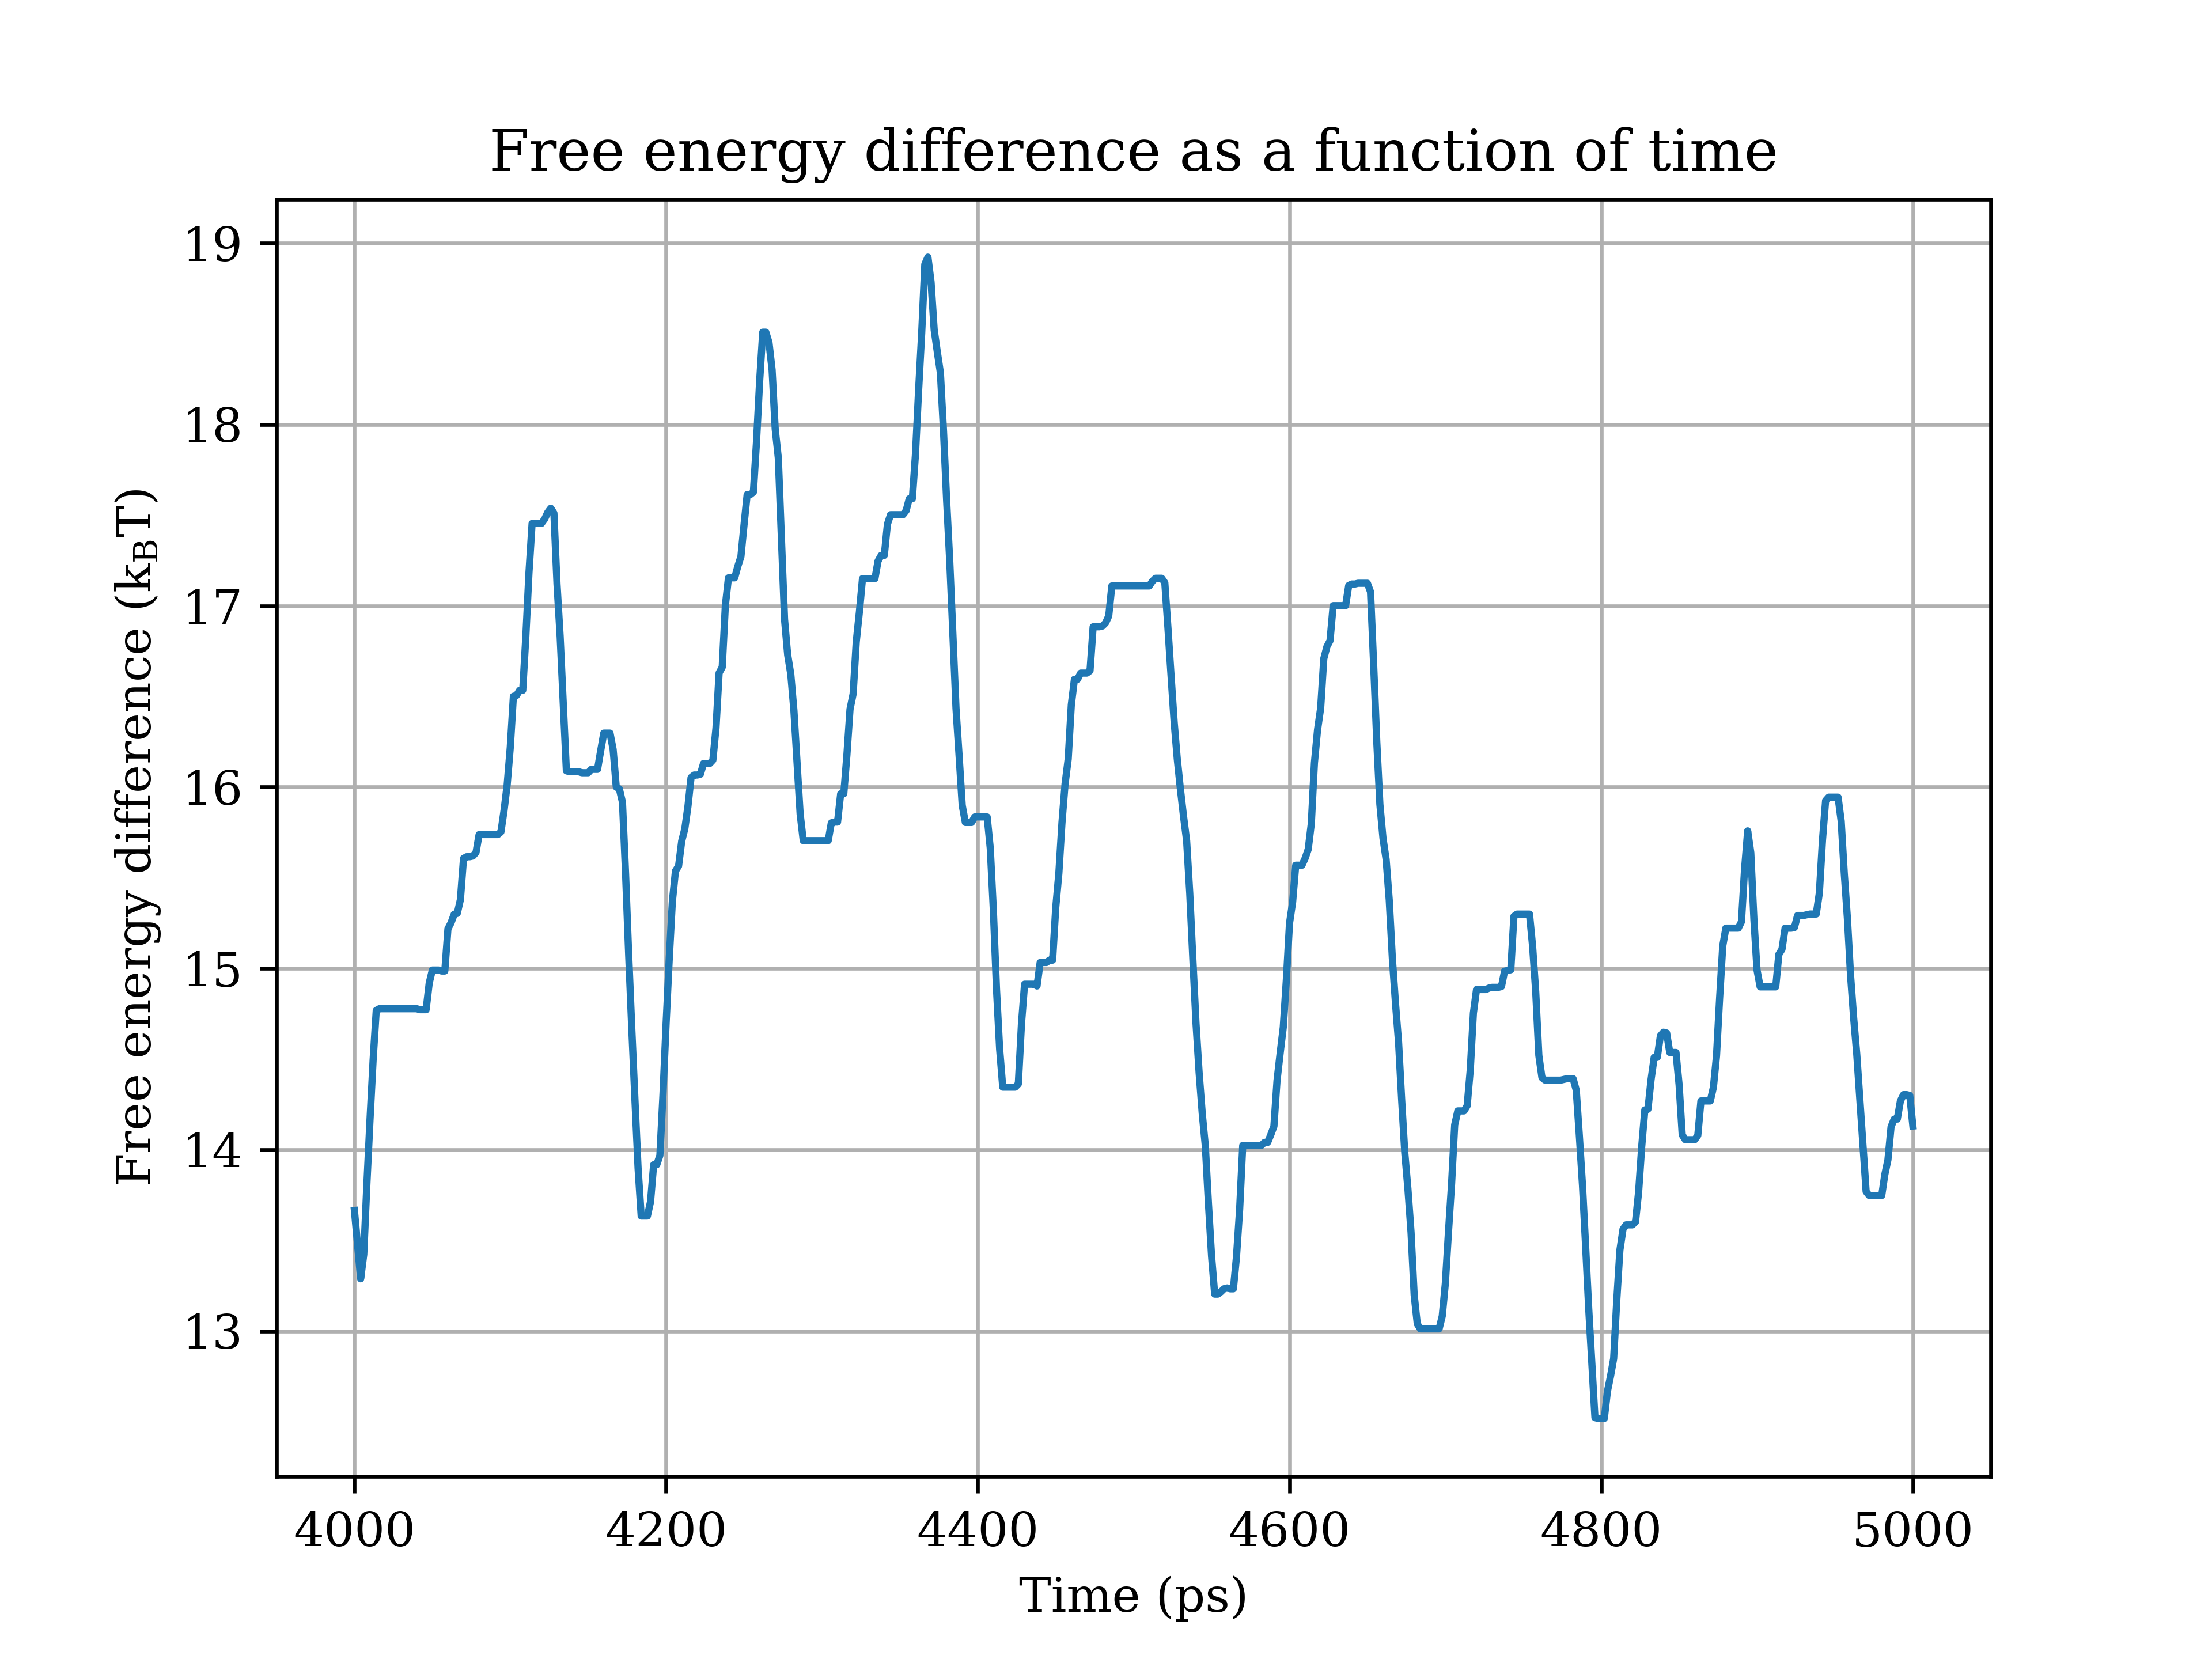 Free energy difference as a function of time
Free energy difference (k_BT)
19
18
17
16
15
14
13
4000 4200 4400 4600 4800 5000
Time (ps)